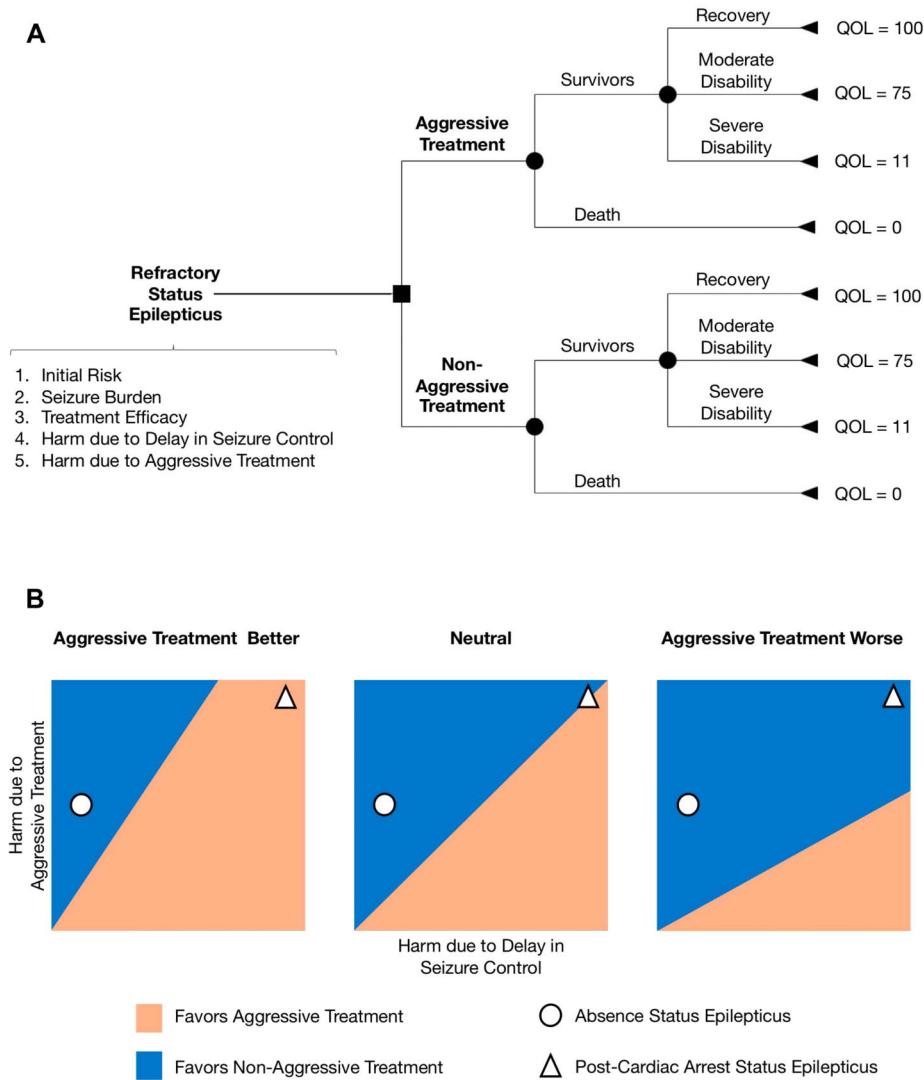 A
Refractory
Status
Epilepticus
1. Initial Risk
2. Seizure Burden
3. Treatment Efficacy
4. Harm due to Delay in Seizure Control
5. Harm due to Aggressive Treatment
Aggressive
Treatment
Survivors
Recovery
QOL = 100
Moderate
Disability
QOL = 75
Severe
Disability
QOL = 11
Death
QOL = 0
Non-
Aggressive
Treatment
Survivors
Recovery
QOL = 100
Moderate
Disability
QOL = 75
Severe
Disability
QOL = 11
Death
QOL = 0
B
Aggressive Treatment Better
Neutral
Aggressive Treatment Worse
Harm due to
Aggressive Treatment
Harm due to Delay in
Seizure Control
Favors Aggressive Treatment
Absence Status Epilepticus
Favors Non-Aggressive Treatment
Post-Cardiac Arrest Status Epilepticus